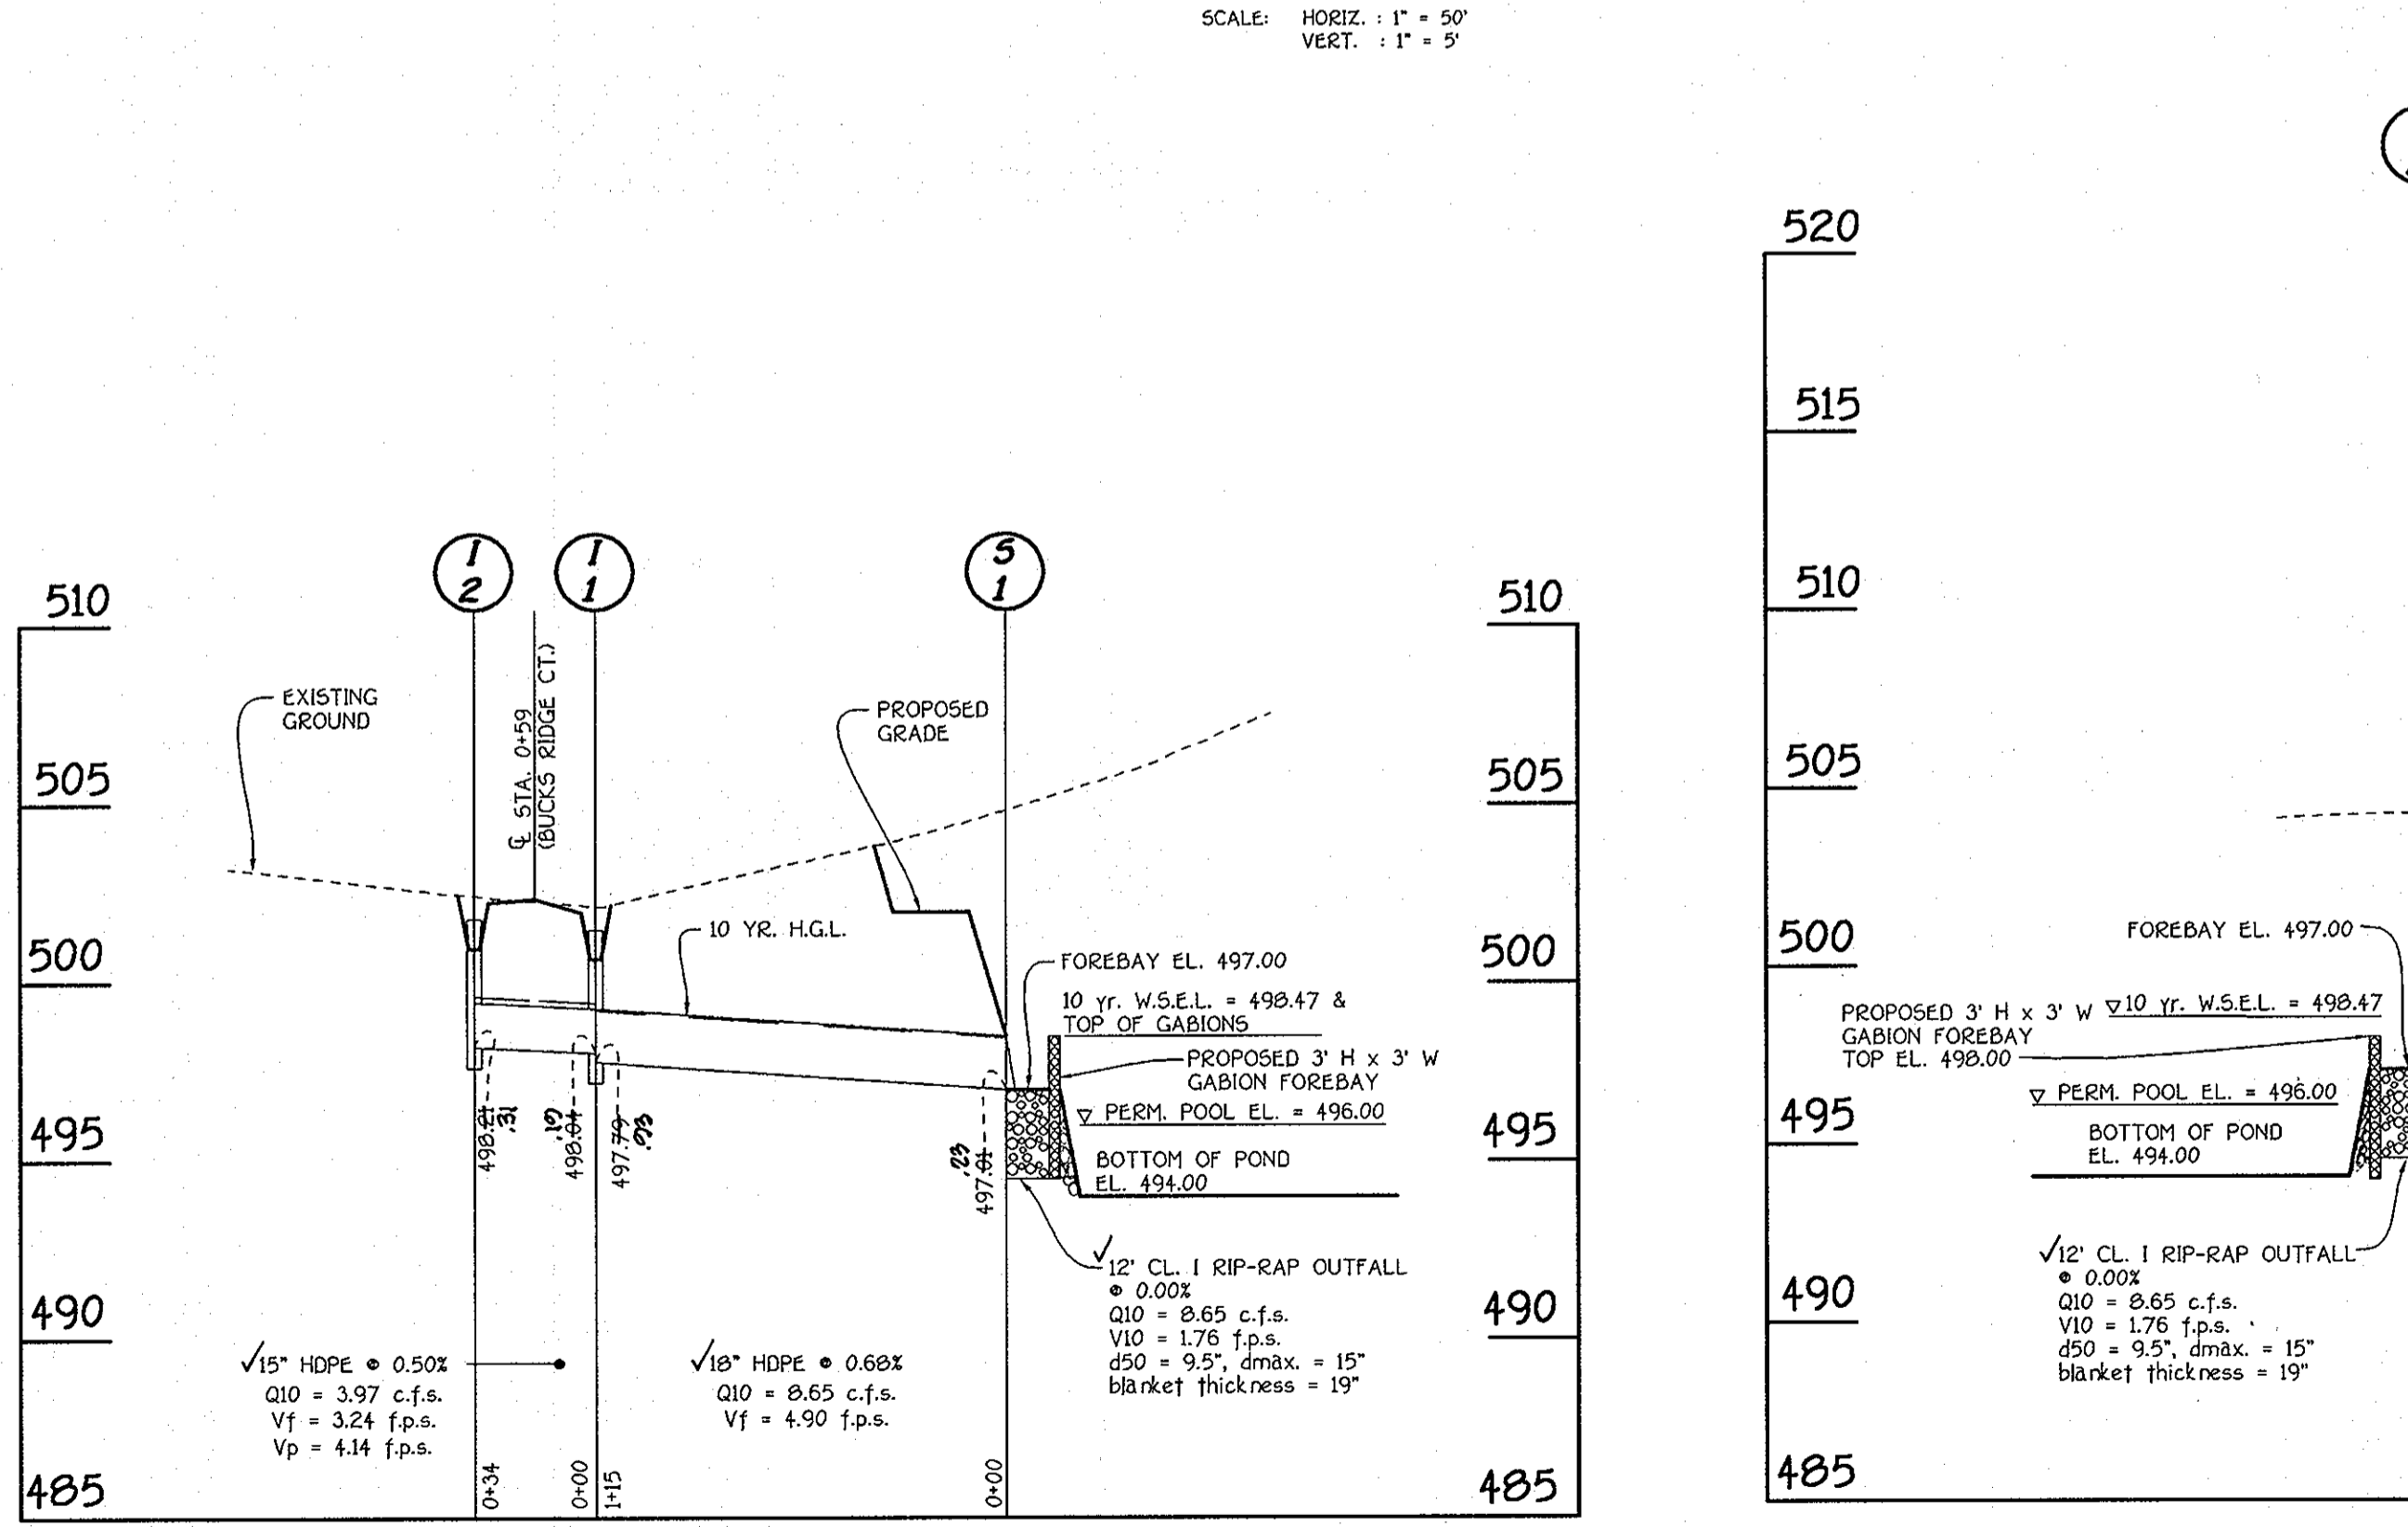 SCALE: HORIZ. : 1" = 50'
VERT. : 1" = 5'
I
2
I
1
S
1
510
505
500
495
490
485
EXISTING
GROUND
℄ STA. 0+59
(BUCKS RIDGE CT.)
PROPOSED
GRADE
10 YR. H.G.L.
FOREBAY EL. 497.00
10 yr. W.S.E.L. = 498.47 &
TOP OF GABIONS
PROPOSED 3' H x 3' W
GABION FOREBAY
PERM. POOL EL. = 496.00
BOTTOM OF POND
EL. 494.00
498.21
.31
.19
498.04
497.79
.23
497.01
12' CL. I RIP-RAP OUTFALL
@ 0.00%
Q10 = 8.65 c.f.s.
V10 = 1.76 f.p.s.
d50 = 9.5", dmax. = 15"
blanket thickness = 19"
15" HDPE @ 0.50%
Q10 = 3.97 c.f.s.
Vf = 3.24 f.p.s.
Vp = 4.14 f.p.s.
18" HDPE @ 0.68%
Q10 = 8.65 c.f.s.
Vf = 4.90 f.p.s.
0+34
0+00
1+15
0+00
510
505
500
495
490
485
520
515
510
505
500
495
490
485
FOREBAY EL. 497.00
10 yr. W.S.E.L. = 498.47
PROPOSED 3' H x 3' W
GABION FOREBAY
TOP EL. 498.00
PERM. POOL EL. = 496.00
BOTTOM OF POND
EL. 494.00
12' CL. I RIP-RAP OUTFALL
@ 0.00%
Q10 = 8.65 c.f.s.
V10 = 1.76 f.p.s.
d50 = 9.5", dmax. = 15"
blanket thickness = 19"